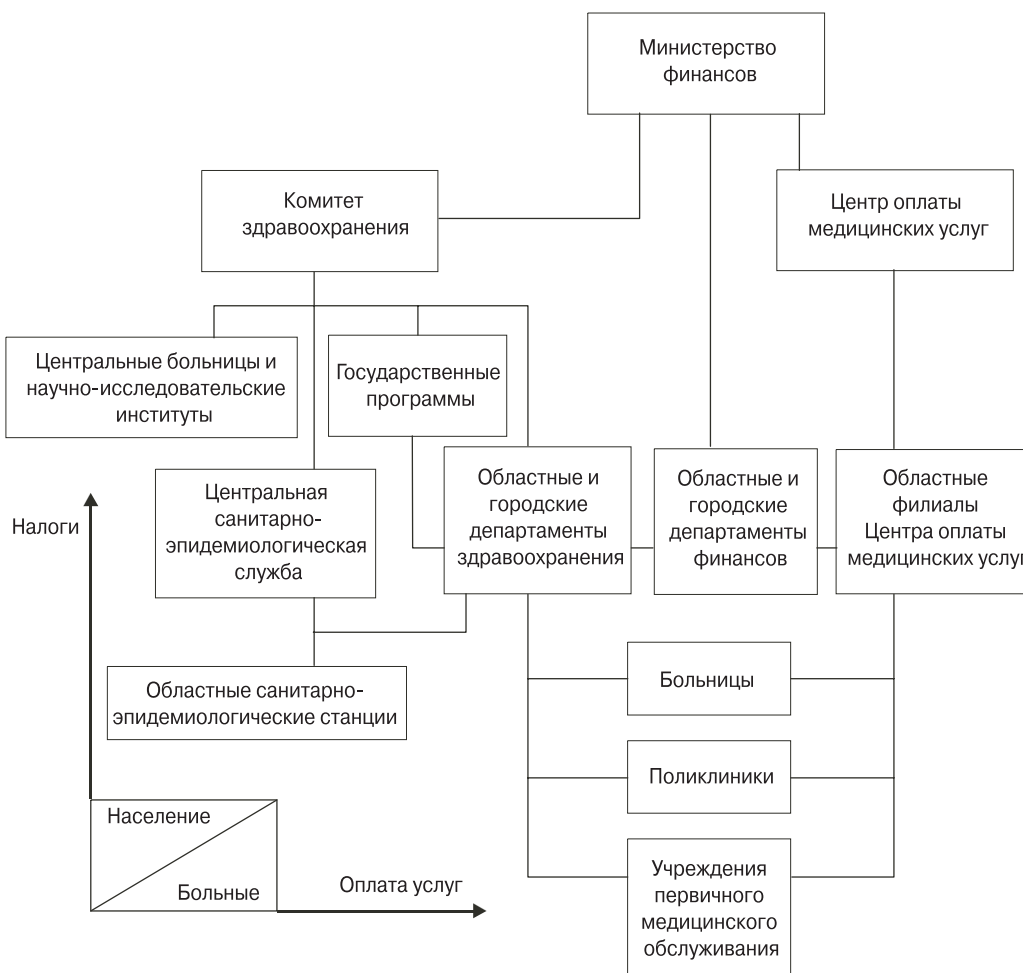 Министерство
финансов
Комитет
здравоохранения
Центр оплаты
медицинских услуг
Центральные больницы и
научно-исследовательские
институты
Государственные
программы
Центральная
санитарно-
эпидемиологическая
служба
Областные и
городские
департаменты
здравоохранения
Областные и
городские
департаменты
финансов
Областные
филиалы
Центра оплаты
медицинских услуг
Налоги
Областные санитарно-
эпидемиологические станции
Больницы
Поликлиники
Учреждения
первичного
медицинского
обслуживания
Население
Больные
Оплата услуг